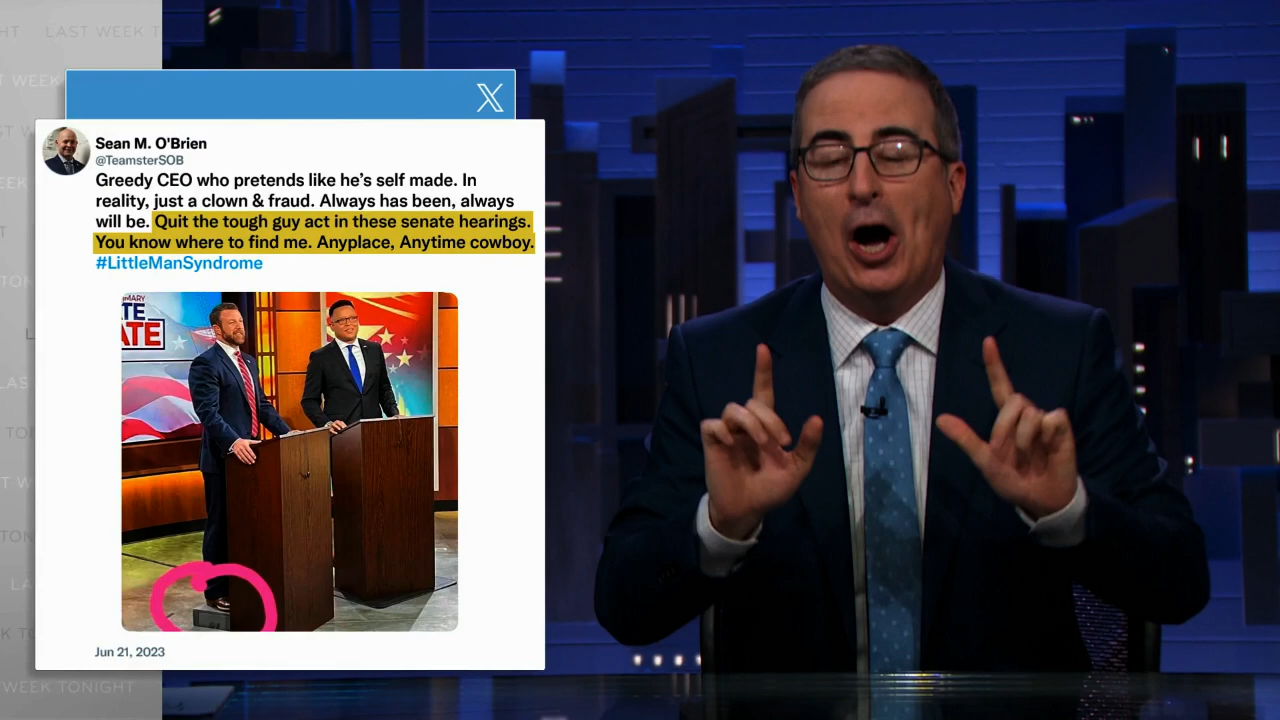 LAST WEEK T
WEEK
X
Sean M. O'Brien
@TeamsterSOB
Greedy CEO who pretends like he's self made. In
reality, just a clown & fraud. Always has been, always
will be. Quit the tough guy act in these senate hearings.
You know where to find me. Anyplace, Anytime cowboy.
#LittleManSyndrome
Jun 21, 2023
WEEK TONIGHT